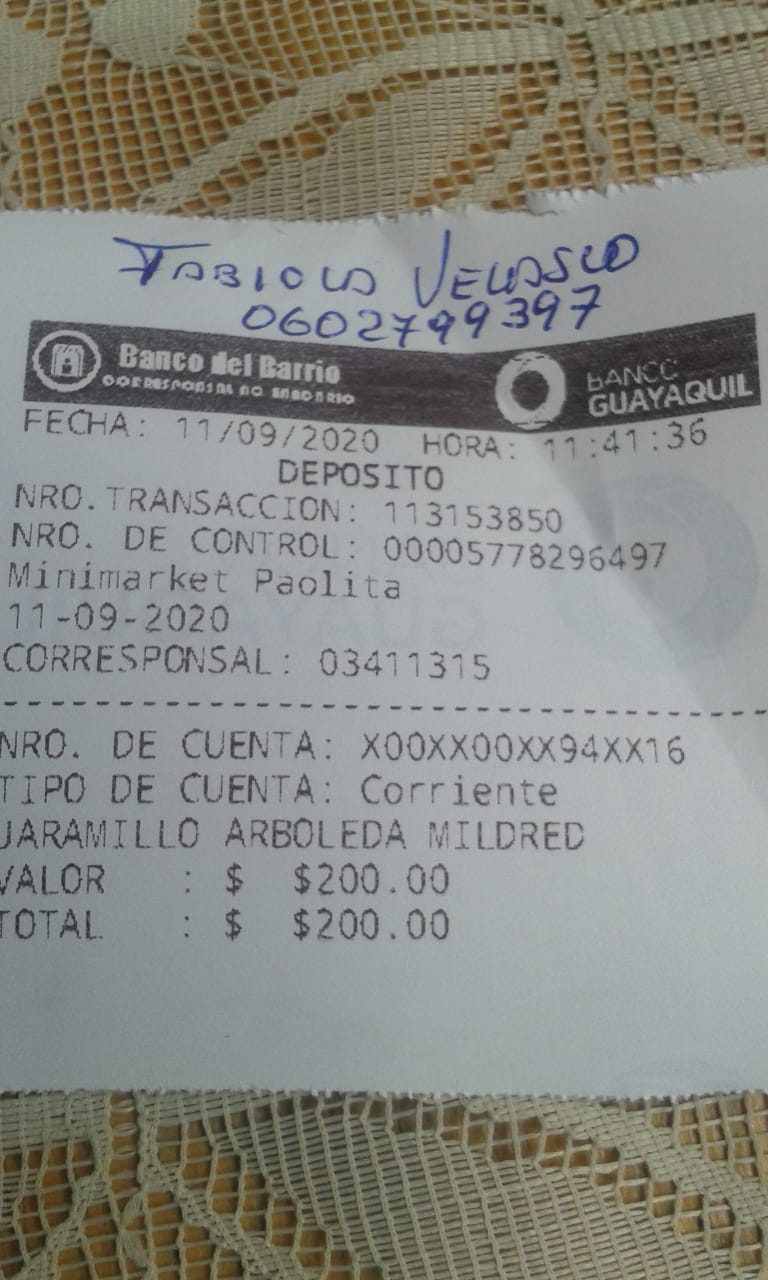 FABIOLA VELASCO
0602799397
Banco del Barrio
CORRESPONSAL NO BANCARIO
BANCO
GUAYAQUIL
FECHA: 11/09/2020 HORA: 11:41:36
DEPOSITO
NRO.TRANSACCION: 113153850
NRO. DE CONTROL: 00005778296497
Minimarket Paolita
11-09-2020
CORRESPONSAL: 03411315
NRO. DE CUENTA: X00XX00XX94XX16
TIPO DE CUENTA: Corriente
JARAMILLO ARBOLEDA MILDRED
VALOR : $ $200.00
TOTAL : $ $200.00